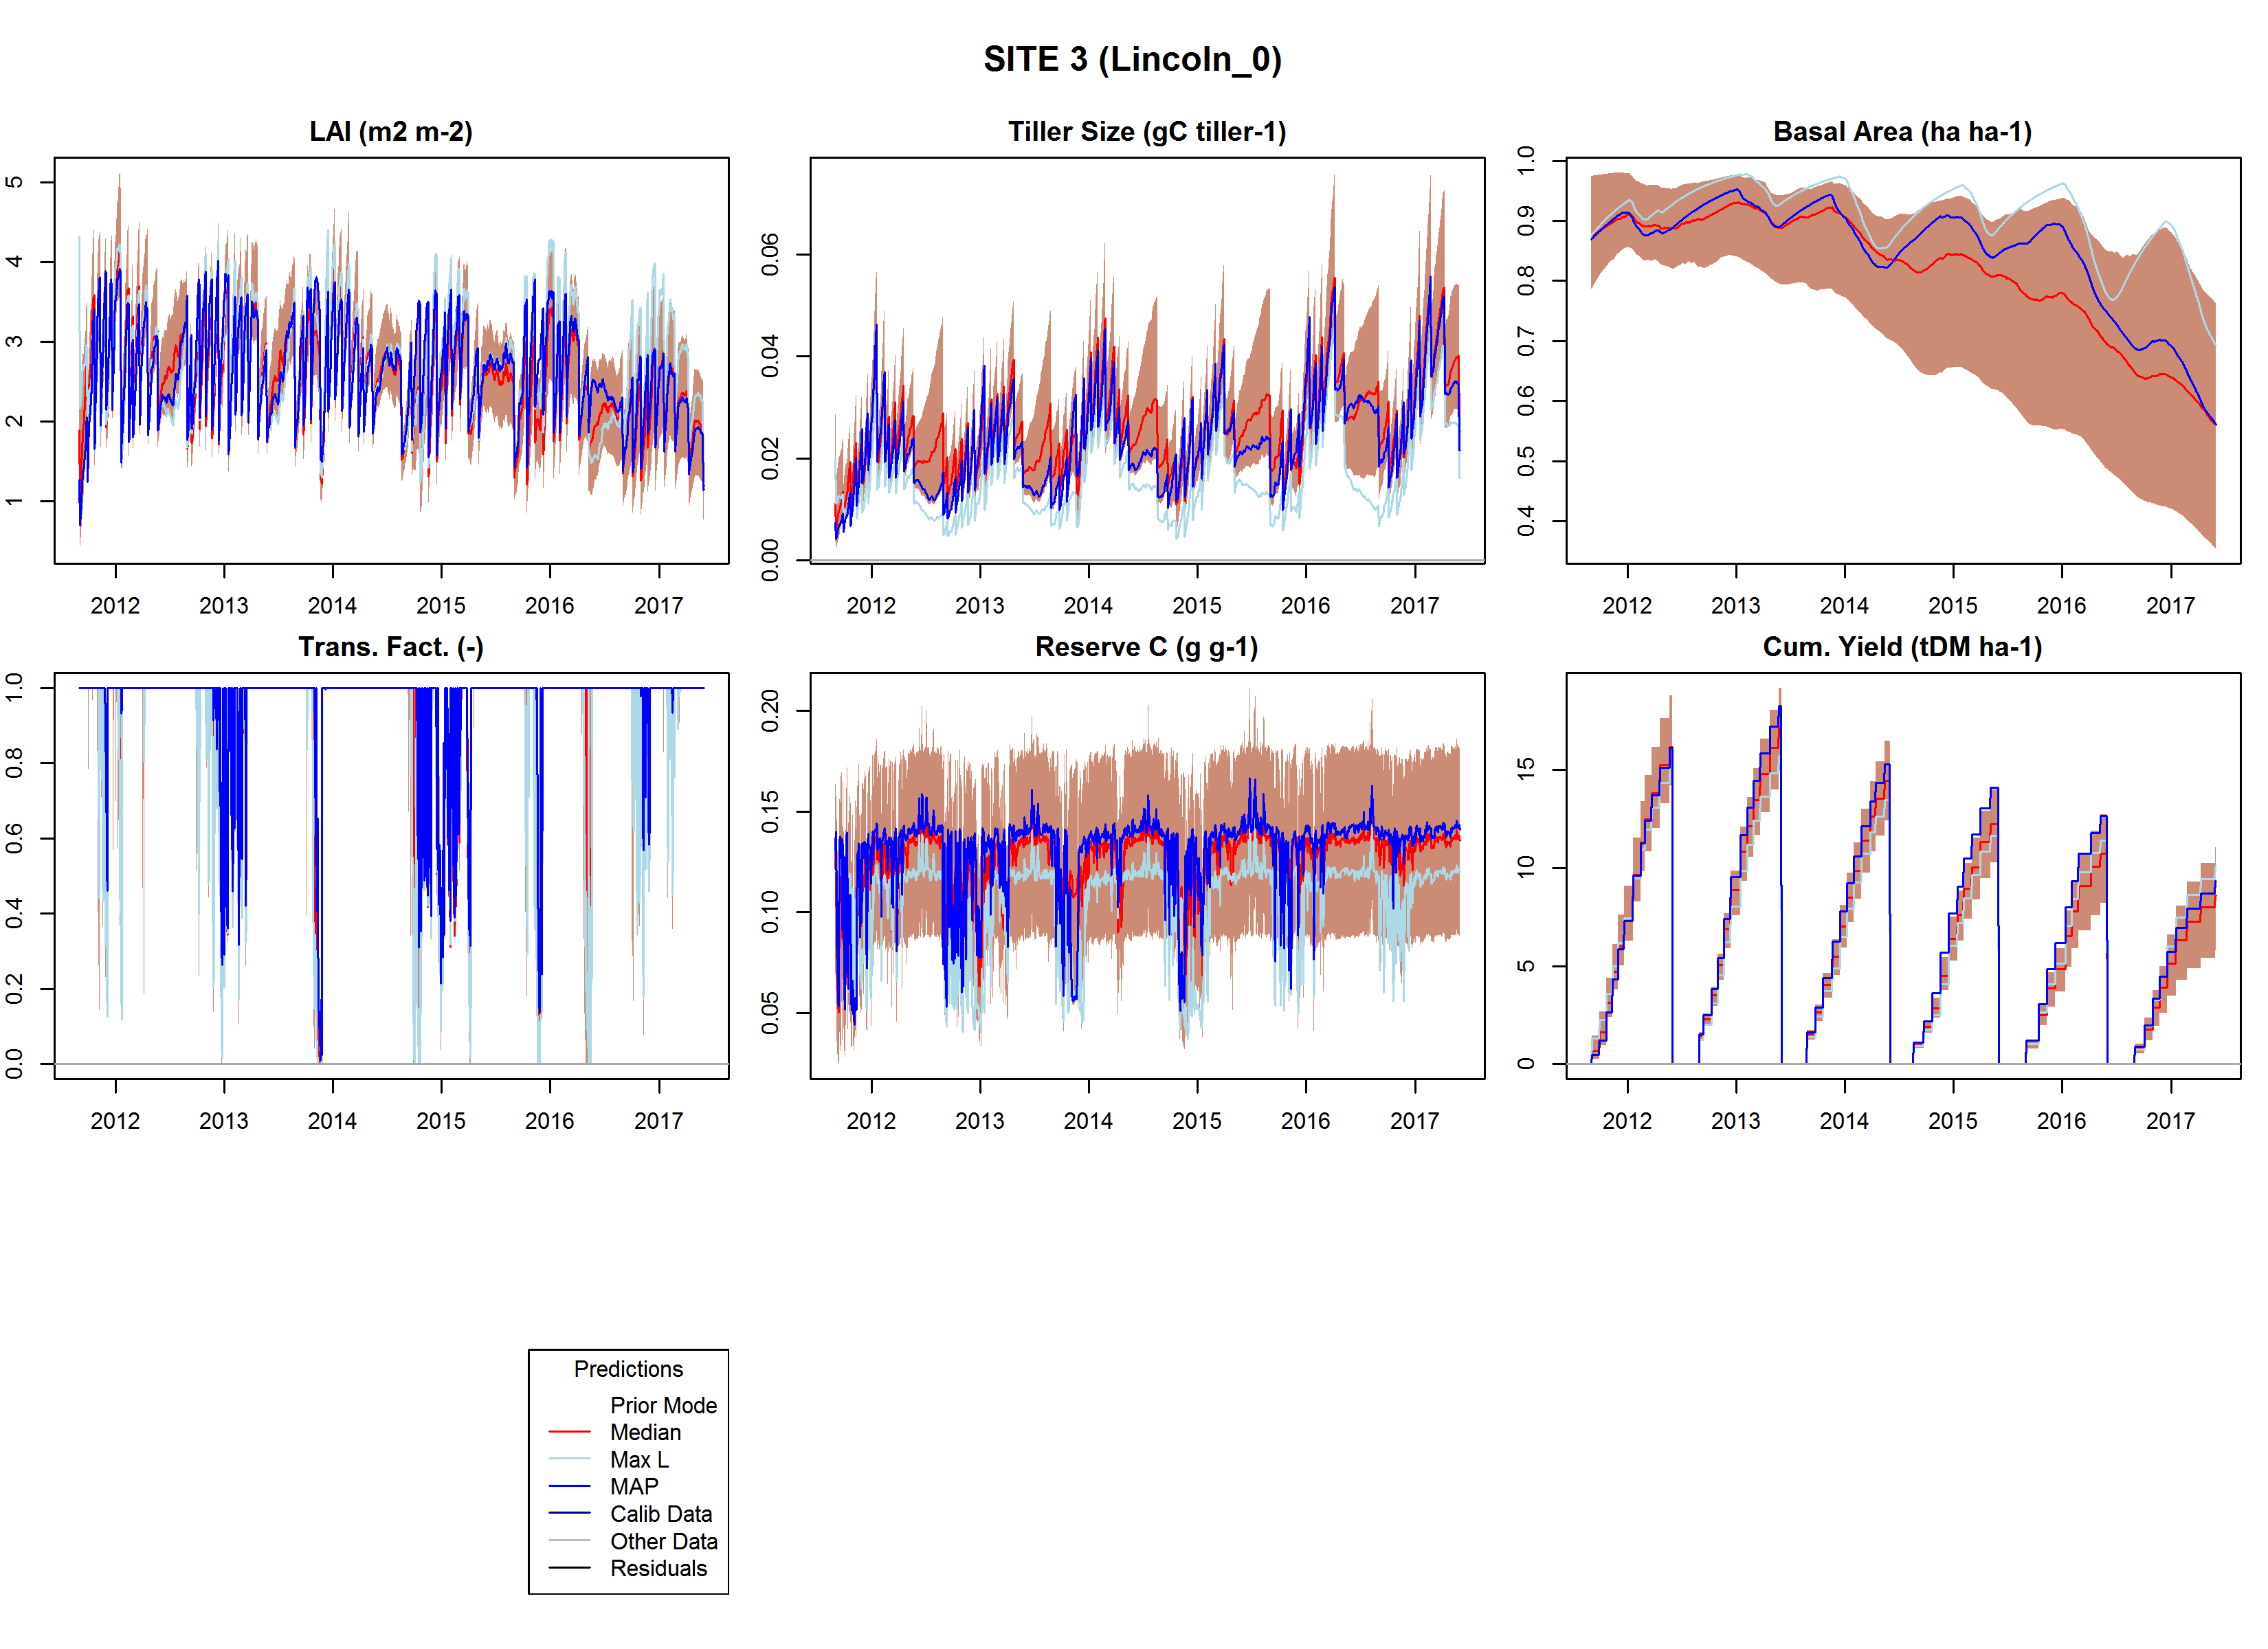 SITE 3 (Lincoln_0)
LAI (m2 m-2)
5
4
3
2
1
2012 2013 2014 2015 2016 2017
Tiller Size (gC tiller-1)
0.06
0.04
0.02
0.00
2012 2013 2014 2015 2016 2017
Basal Area (ha ha-1)
1.0
0.9
0.8
0.7
0.6
0.5
0.4
2012 2013 2014 2015 2016 2017
Trans. Fact. (-)
1.0
0.8
0.6
0.4
0.2
0.0
2012 2013 2014 2015 2016 2017
Reserve C (g g-1)
0.20
0.15
0.10
0.05
2012 2013 2014 2015 2016 2017
Cum. Yield (tDM ha-1)
15
10
5
0
2012 2013 2014 2015 2016 2017
Predictions
Prior Mode
Median
Max L
MAP
Calib Data
Other Data
Residuals